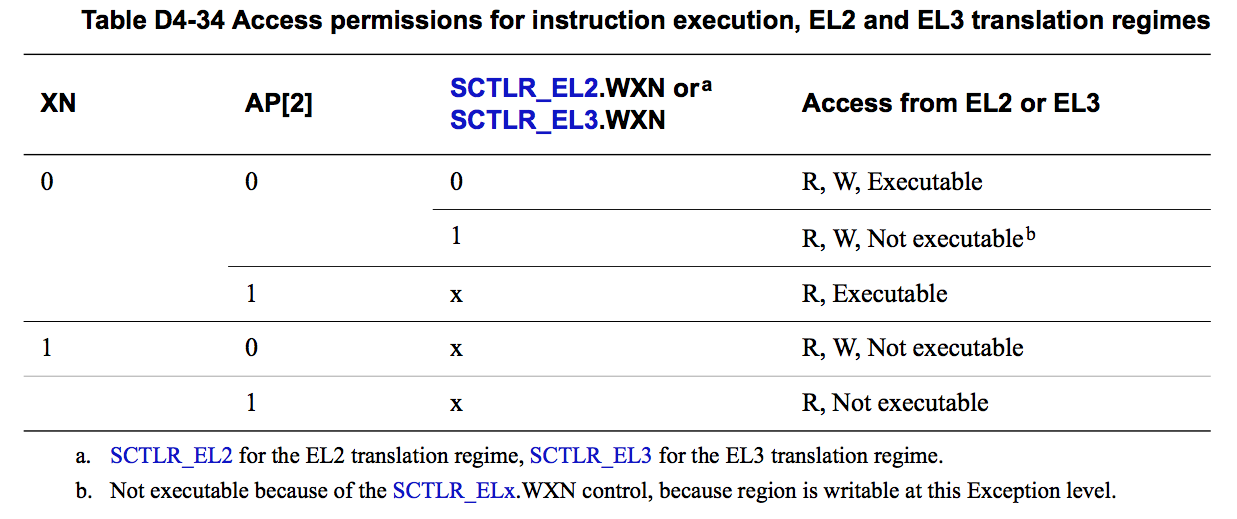 Table D4-34 Access permissions for instruction execution, EL2 and EL3 translation regimes
XN AP[2] SCTLR_EL2.WXN or a SCTLR_EL3.WXN Access from EL2 or EL3
0 0 0 R, W, Executable
1 R, W, Not executable b
1 x R, Executable
1 0 x R, W, Not executable
1 x R, Not executable
a. SCTLR_EL2 for the EL2 translation regime, SCTLR_EL3 for the EL3 translation regime.
b. Not executable because of the SCTLR_ELx.WXN control, because region is writable at this Exception level.